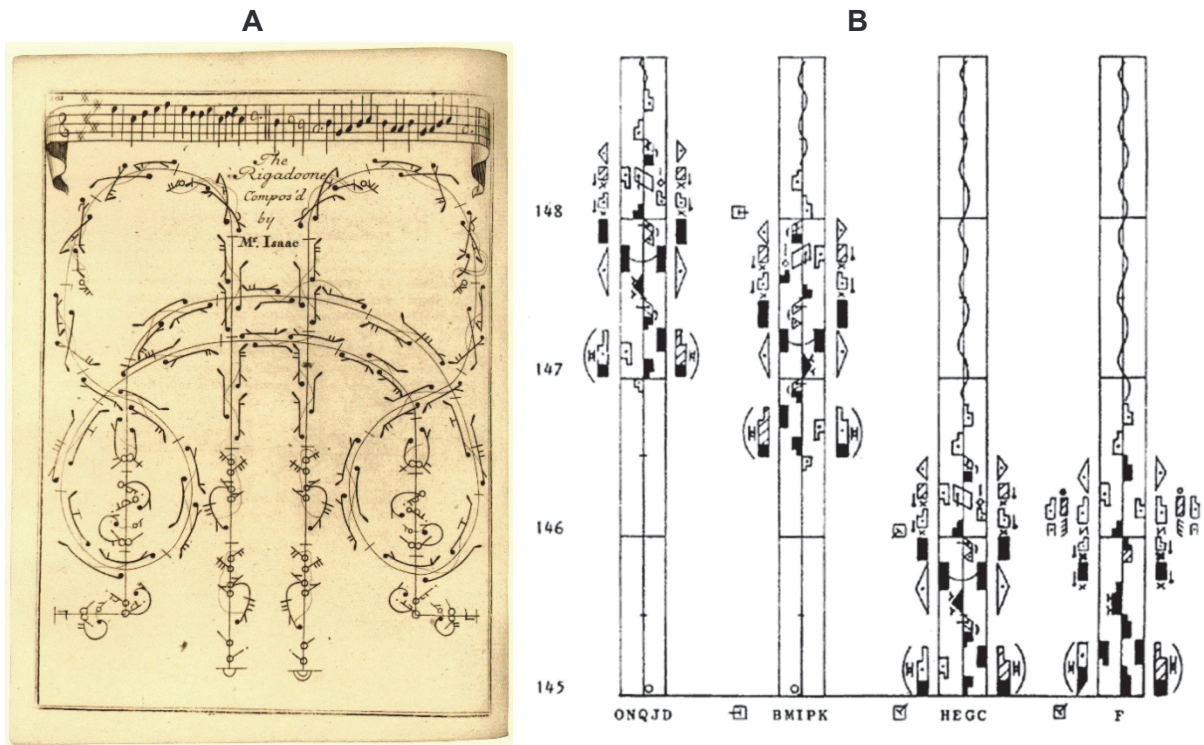 A
B
The
Rigadoone
Compos'd
by
Mr. Isaac
148
147
146
145
ONQJD
BMIPK
HEGC
F